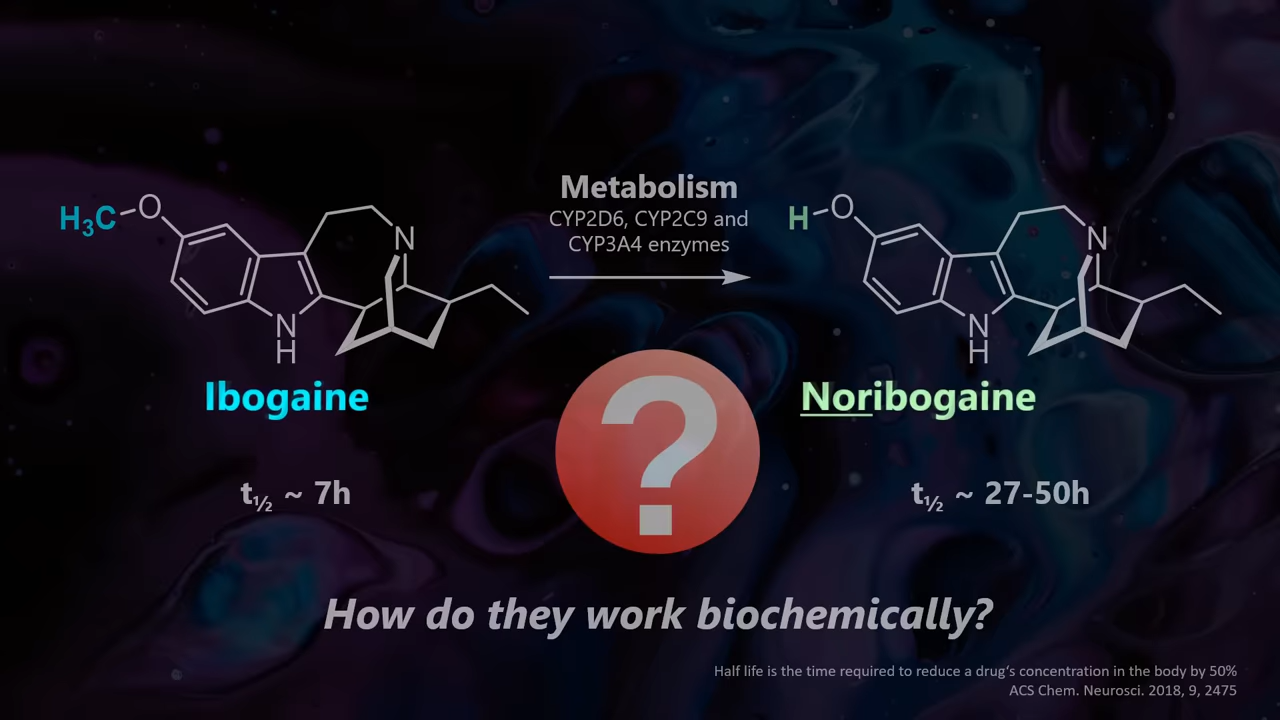 Metabolism
CYP2D6, CYP2C9 and
CYP3A4 enzymes
H₃C
O
N
N
H
H
O
N
N
H
Ibogaine
Noribogaine
?
t½ ~ 7h
t½ ~ 27-50h
How do they work biochemically?
Half life is the time required to reduce a drug‘s concentration in the body by 50%
ACS Chem. Neurosci. 2018, 9, 2475